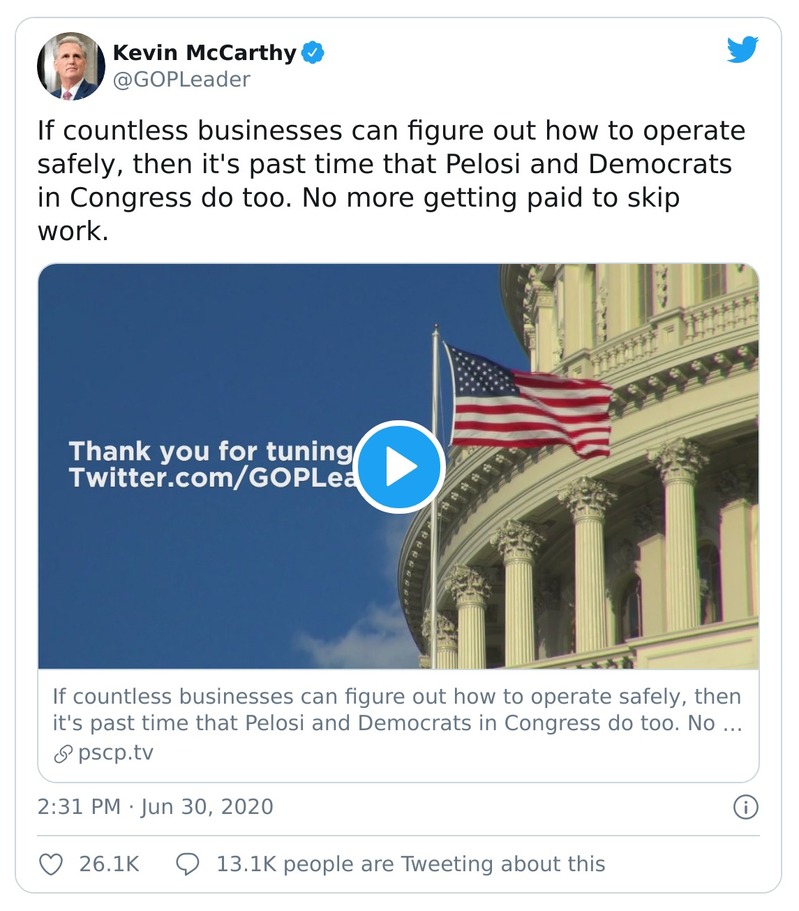 Kevin McCarthy
@GOPLeader
If countless businesses can figure out how to operate
safely, then it's past time that Pelosi and Democrats
in Congress do too. No more getting paid to skip
work.
Thank you for tuning
Twitter.com/GOPLea
If countless businesses can figure out how to operate safely, then
it's past time that Pelosi and Democrats in Congress do too. No ...
pscp.tv
2:31 PM · Jun 30, 2020
26.1K
13.1K people are Tweeting about this